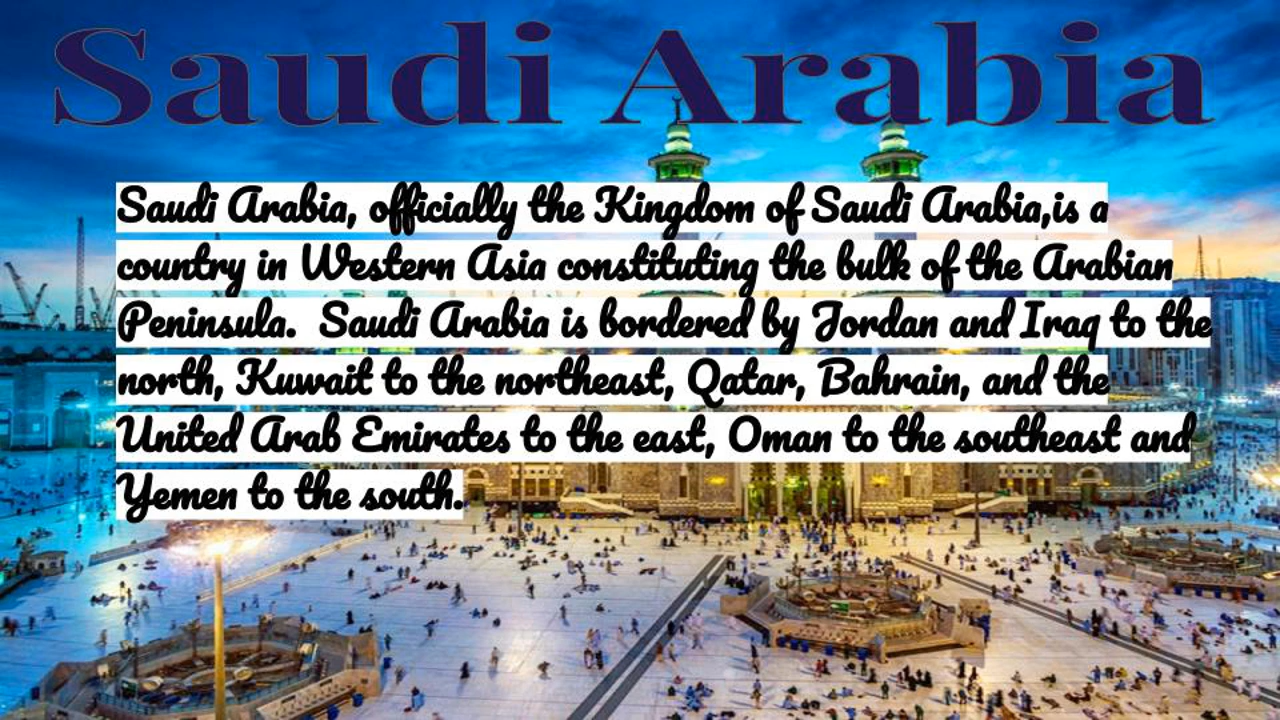 Saudi Arabia
Saudi Arabia, officially the Kingdom of Saudi Arabia,is a
country in Western Asia constituting the bulk of the Arabian
Peninsula.  Saudi Arabia is bordered by Jordan and Iraq to the
north, Kuwait to the northeast, Qatar, Bahrain, and the
United Arab Emirates to the east, Oman to the southeast and
Yemen to the south.